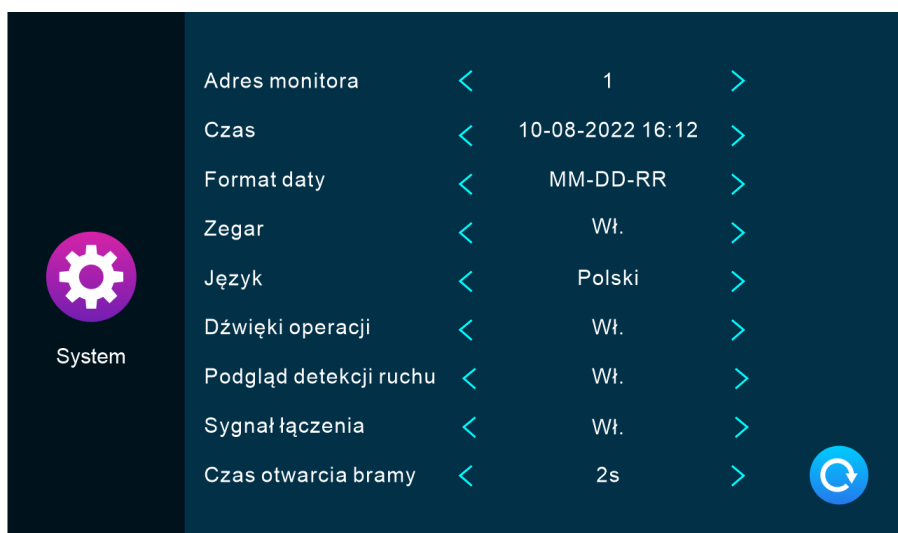 Adres monitora < 1 >
Czas < 10-08-2022 16:12 >
Format daty < MM-DD-RR >
Zegar < Wł. >
Język < Polski >
Dźwięki operacji < Wł. >
System
Podgląd detekcji ruchu < Wł. >
Sygnał łączenia < Wł. >
Czas otwarcia bramy < 2s >